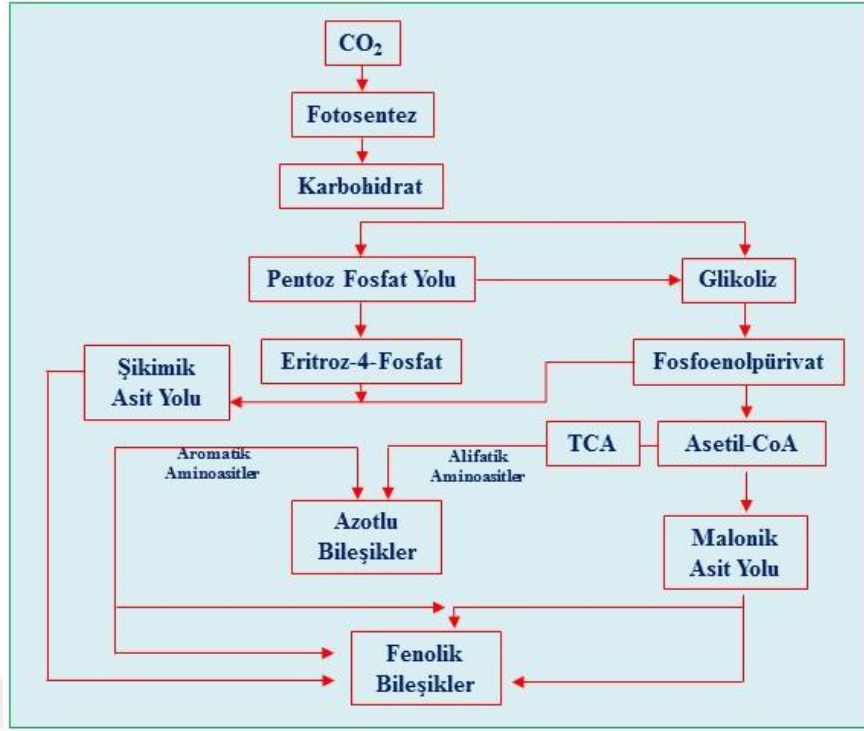 CO₂
Fotosentez
Karbohidrat
Pentoz Fosfat Yolu
Glikoliz
Şikimik
Asit Yolu
Eritroz-4-Fosfat
Fosfoenolpürivat
Aromatik
Aminoasitler
Alifatik
Aminoasitler
TCA
Asetil-CoA
Azotlu
Bileşikler
Malonik
Asit Yolu
Fenolik
Bileşikler